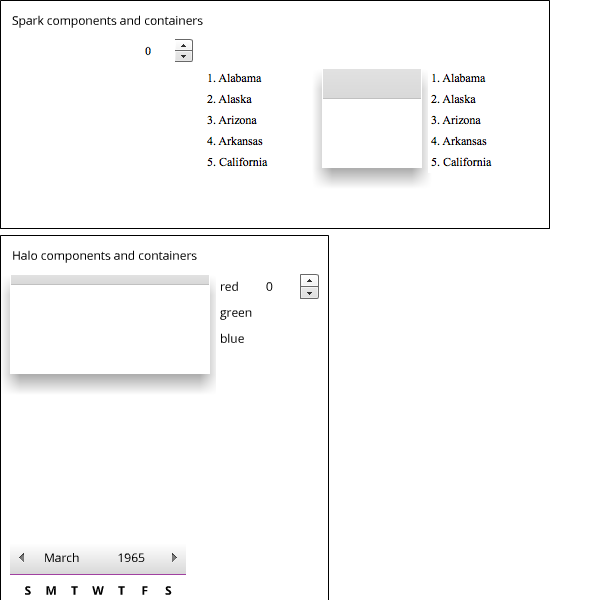 Spark components and containers
0
1. Alabama
2. Alaska
3. Arizona
4. Arkansas
5. California
1. Alabama
2. Alaska
3. Arizona
4. Arkansas
5. California
Halo components and containers
red 0
green
blue
March 1965
S M T W T F S